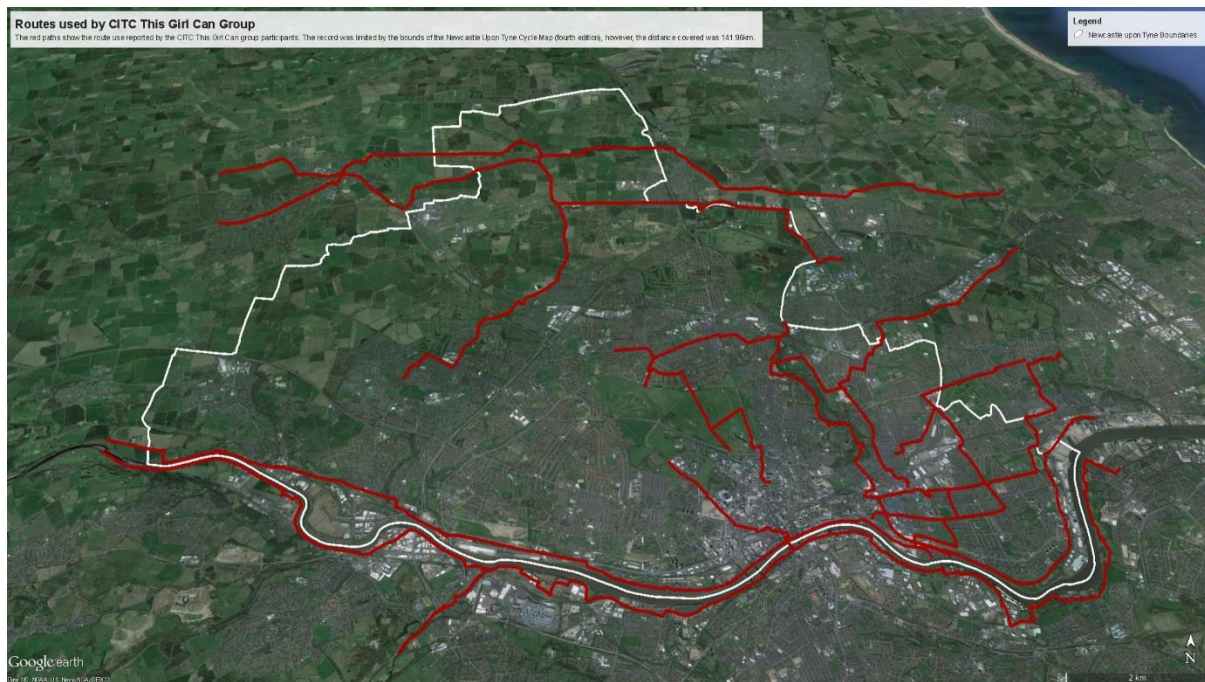 Routes used by CITC This Girl Can Group
The red paths show the route use reported by the CITC This Girl Can group participants. The record was limited by the bounds of the Newcastle Upon Tyne Cycle Map (fourth edition), however, the distance covered was 141.96km.
Legend
Newcastle upon Tyne Boundaries
Google earth
N
2 km